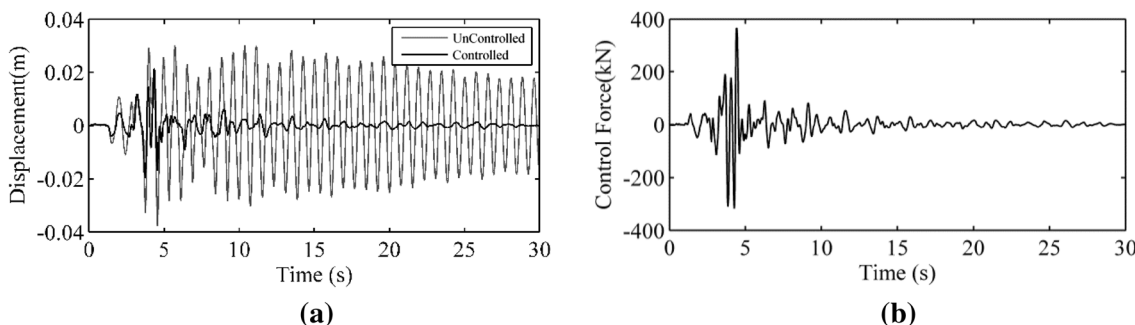 0.04
0.02
0
-0.02
-0.04
Displacement(m)
UnControlled
Controlled
0 5 10 15 20 25 30
Time (s)
(a)
400
200
0
-200
-400
Control Force(kN)
0 5 10 15 20 25 30
Time (s)
(b)